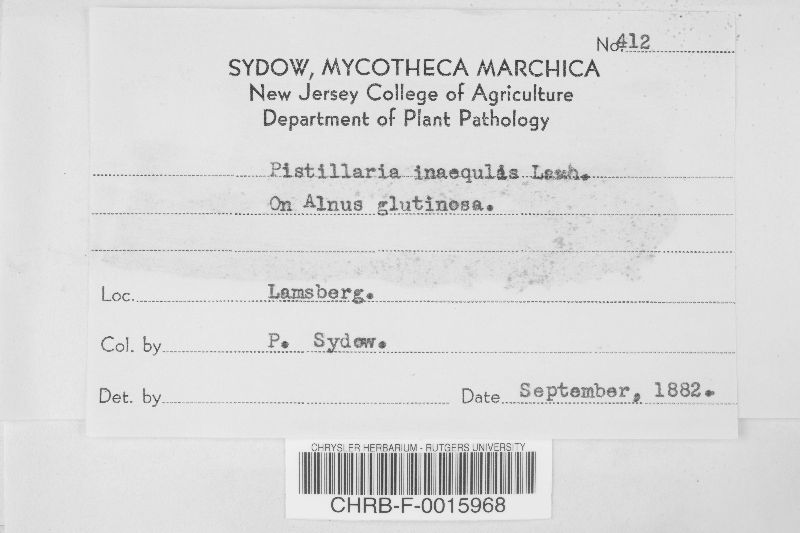 No. 412
SYDOW, MYCOTHECA MARCHICA
New Jersey College of Agriculture
Department of Plant Pathology
Pistillaria inaequlis Lasch.
On Alnus glutinosa.
Loc. Lamsberg.
Col. by P. Sydow.
Det. by
Date September, 1882.
CHRYSLER HERBARIUM - RUTGERS UNIVERSITY
CHRB-F-0015968